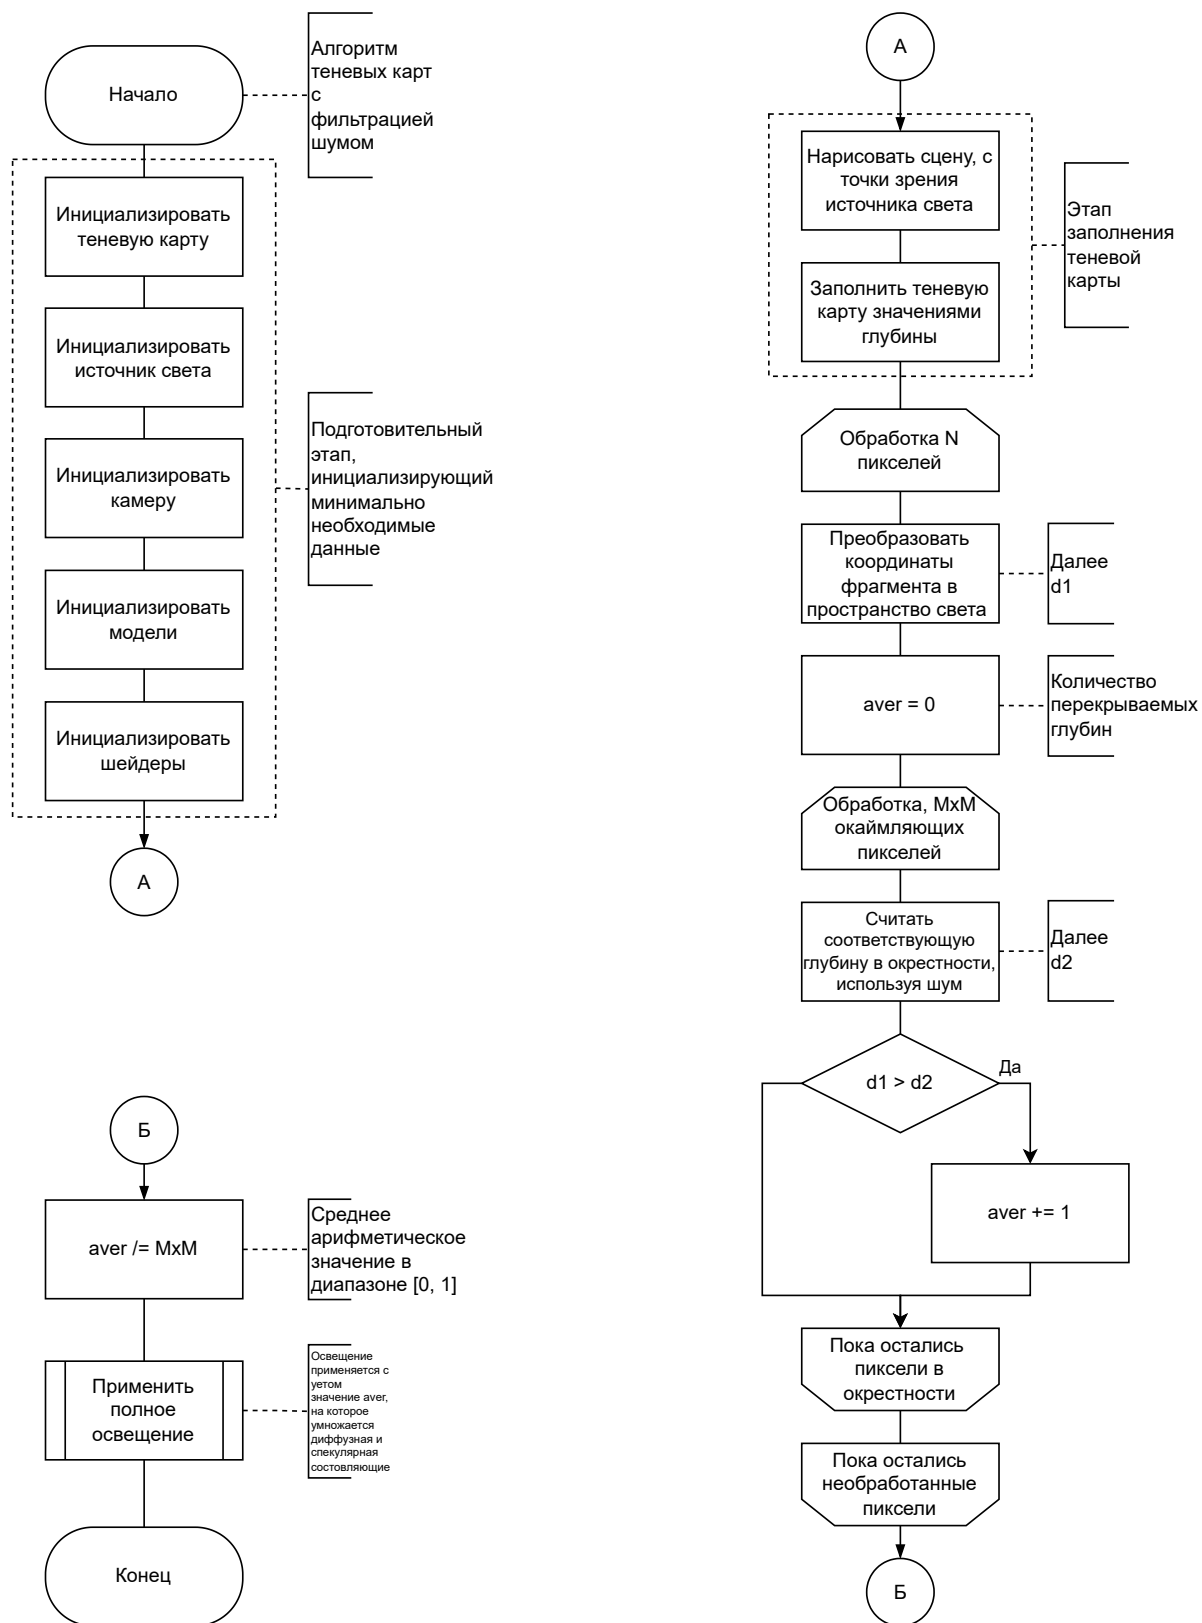 Начало
Алгоритм
теневых карт
с
фильтрацией
шумом
Инициализировать
теневую карту
Инициализировать
источник света
Инициализировать
камеру
Подготовительный
этап,
инициализирующий
минимально
необходимые
данные
Инициализировать
модели
Инициализировать
шейдеры
А
А
Нарисовать сцену, с
точки зрения
источника света
Заполнить теневую
карту значениями
глубины
Этап
заполнения
теневой
карты
Обработка N
пикселей
Преобразовать
координаты
фрагмента в
пространство света
Далее
d1
aver = 0
Количество
перекрываемых
глубин
Обработка, МхМ
окаймляющих
пикселей
Считать
соответствующую
глубину в окрестности,
используя шум
Далее
d2
d1 > d2
Да
aver += 1
Пока остались
пиксели в
окрестности
Пока остались
необработанные
пиксели
Б
Б
aver /= MxM
Среднее
арифметическое
значение в
диапазоне [0, 1]
Применить
полное
освещение
Освещение
применяется с
уетом
значение aver,
на которое
умножается
диффузная и
спекулярная
состовляющие
Конец